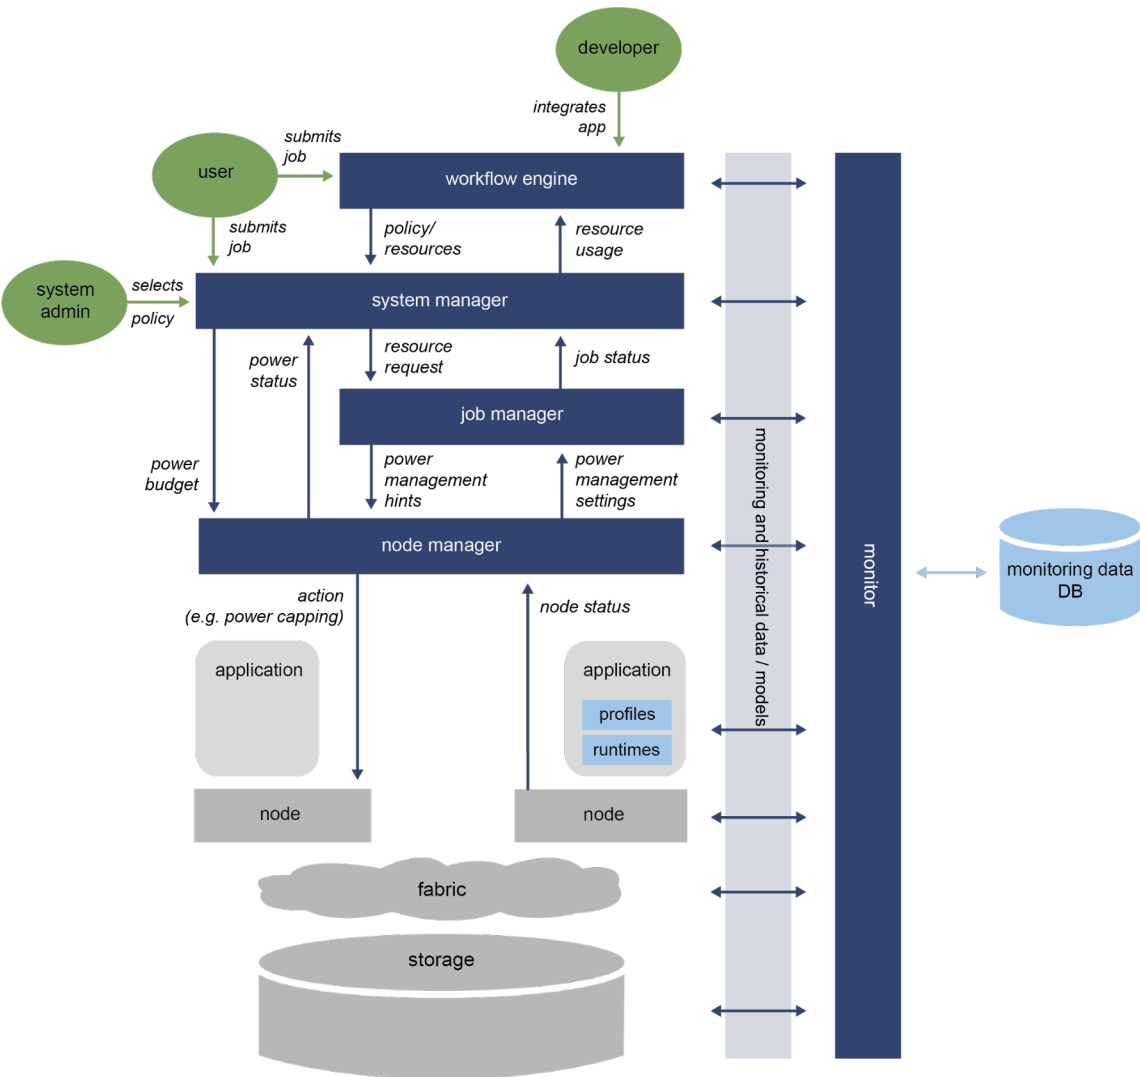 developer
integrates
app
submits
job
user
workflow engine
submits
job
policy/
resources
resource
usage
system
admin
selects
policy
system manager
power
status
resource
request
job status
job manager
power
budget
power
management
hints
power
management
settings
node manager
action
(e.g. power capping)
node status
application
application
profiles
runtimes
node
node
fabric
storage
monitoring and historical data / models
monitor
monitoring data
DB